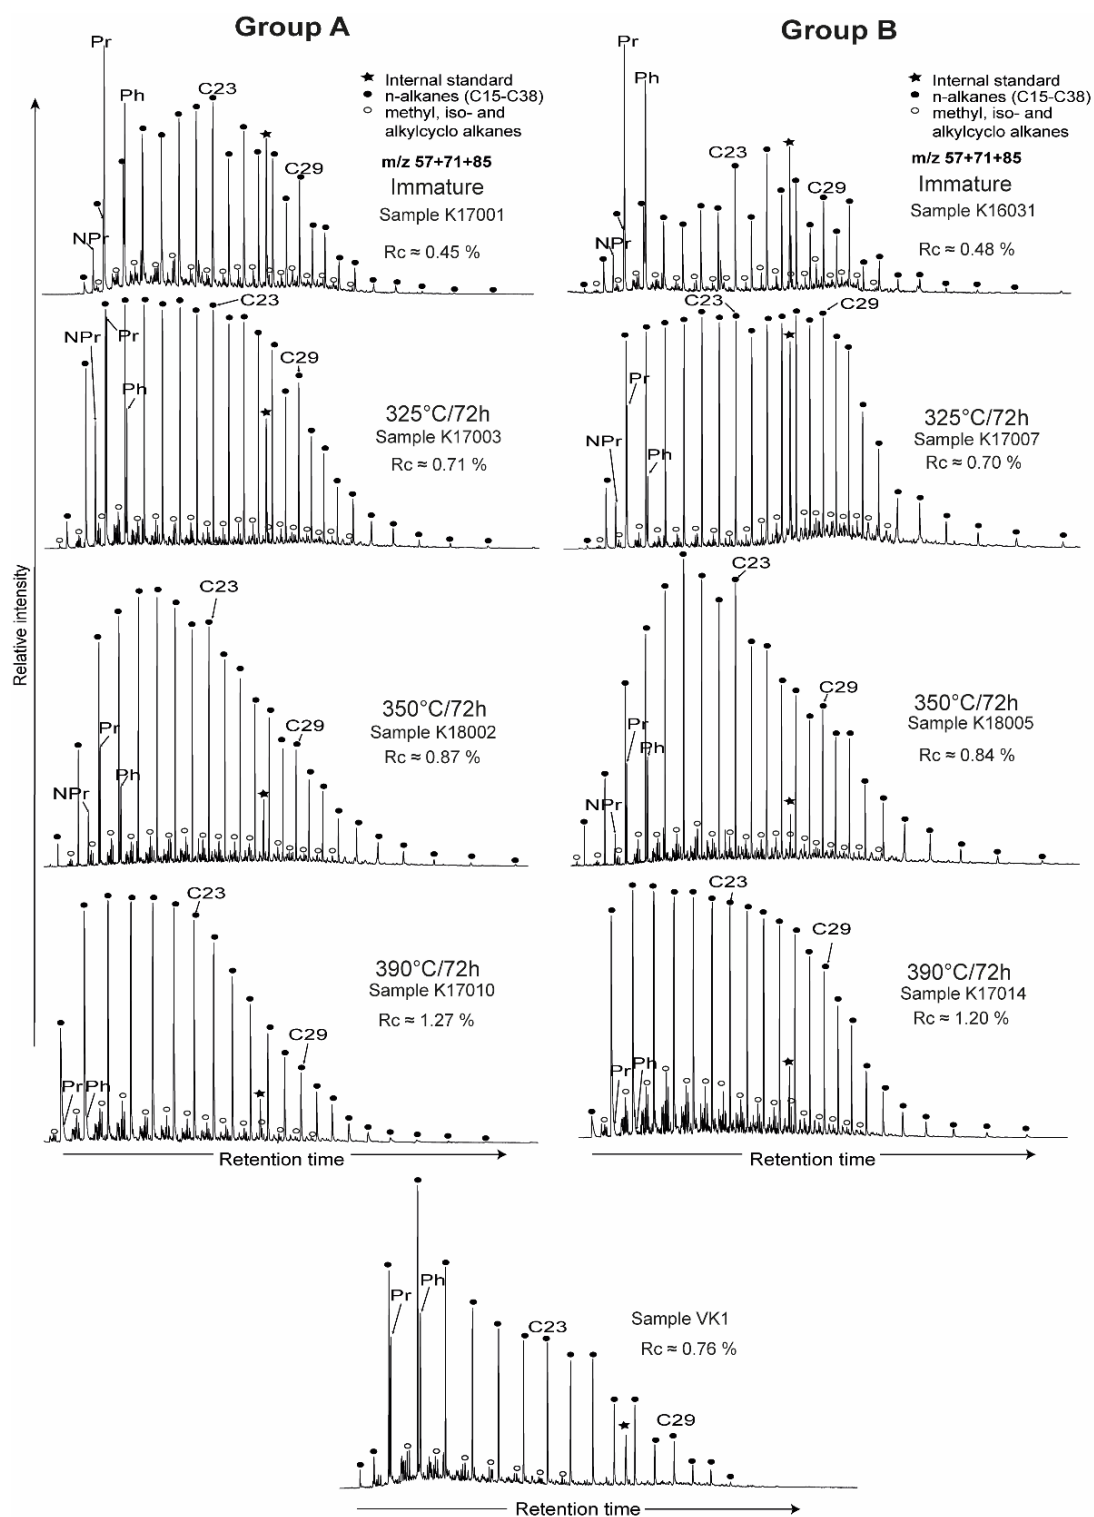 Group A
Pr
Ph
C23
Internal standard
n-alkanes (C15-C38)
methyl, iso- and
alkylcyclo alkanes
m/z 57+71+85
Immature
Sample K17001
Rc ≈ 0.45 %
C29
NPr
Group B
Pr
Ph
C23
Internal standard
n-alkanes (C15-C38)
methyl, iso- and
alkylcyclo alkanes
m/z 57+71+85
Immature
Sample K16031
Rc ≈ 0.48 %
C29
NPr
C23
NPr
Pr
Ph
C29
325°C/72h
Sample K17003
Rc ≈ 0.71 %
C23
C29
Pr
NPr
Ph
325°C/72h
Sample K17007
Rc ≈ 0.70 %
Relative intensity
C23
Pr
Ph
NPr
C29
350°C/72h
Sample K18002
Rc ≈ 0.87 %
C23
C29
Pr
Ph
NPr
350°C/72h
Sample K18005
Rc ≈ 0.84 %
C23
390°C/72h
Sample K17010
Rc ≈ 1.27 %
C29
Pr
Ph
Retention time
C23
C29
390°C/72h
Sample K17014
Rc ≈ 1.20 %
Pr
Ph
Retention time
Pr
Ph
C23
Sample VK1
Rc ≈ 0.76 %
C29
Retention time